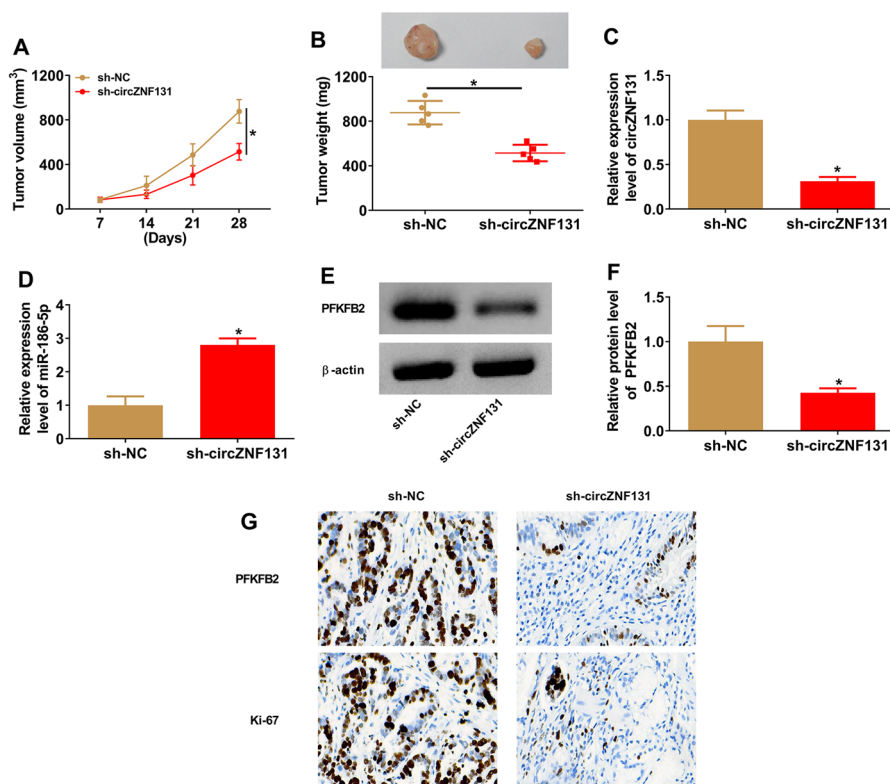 A
Tumor volume (mm³)
1200
800
400
0
sh-NC
sh-circZNF131
*
7 14 21 28
(Days)
B
Tumor weight (mg)
1200
800
400
0
*
sh-NC sh-circZNF131
C
Relative expression
level of circZNF131
1.5
1.0
0.5
0.0
*
sh-NC sh-circZNF131
D
Relative expression
level of miR-186-5p
4
3
2
1
0
*
sh-NC sh-circZNF131
E
PFKFB2
β-actin
sh-NC
sh-circZNF131
F
Relative protein level
of PFKFB2
1.5
1.0
0.5
0.0
*
sh-NC sh-circZNF131
G
sh-NC sh-circZNF131
PFKFB2
Ki-67